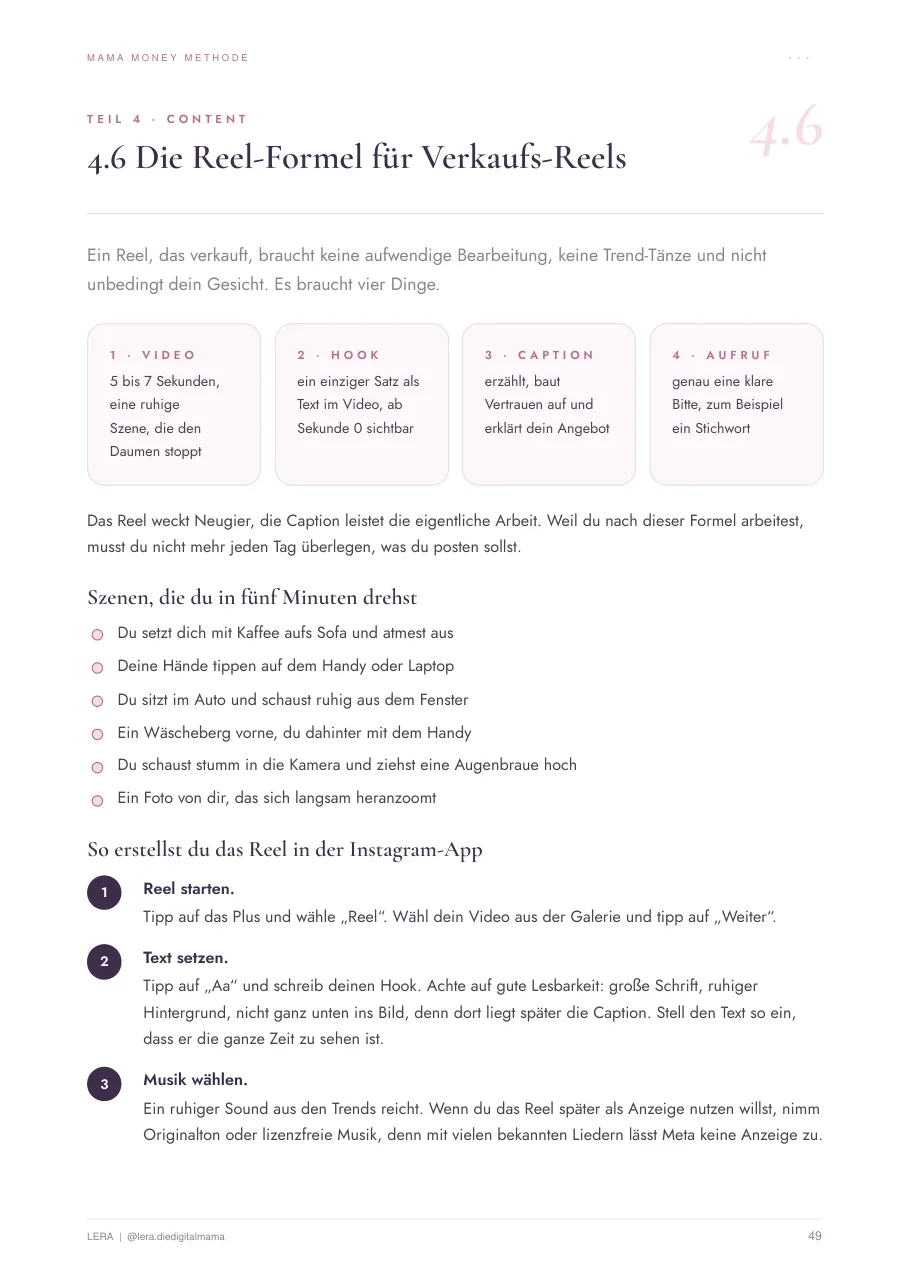 MAMA MONEY METHODE
TEIL 4 · CONTENT
4.6
4.6 Die Reel-Formel für Verkaufs-Reels
Ein Reel, das verkauft, braucht keine aufwendige Bearbeitung, keine Trend-Tänze und nicht
unbedingt dein Gesicht. Es braucht vier Dinge.
1 · VIDEO
5 bis 7 Sekunden,
eine ruhige
Szene, die den
Daumen stoppt
2 · HOOK
ein einziger Satz als
Text im Video, ab
Sekunde 0 sichtbar
3 · CAPTION
erzählt, baut
Vertrauen auf und
erklärt dein Angebot
4 · AUFRUF
genau eine klare
Bitte, zum Beispiel
ein Stichwort
Das Reel weckt Neugier, die Caption leistet die eigentliche Arbeit. Weil du nach dieser Formel arbeitest,
musst du nicht mehr jeden Tag überlegen, was du posten sollst.
Szenen, die du in fünf Minuten drehst
Du setzt dich mit Kaffee aufs Sofa und atmest aus
Deine Hände tippen auf dem Handy oder Laptop
Du sitzt im Auto und schaust ruhig aus dem Fenster
Ein Wäscheberg vorne, du dahinter mit dem Handy
Du schaust stumm in die Kamera und ziehst eine Augenbraue hoch
Ein Foto von dir, das sich langsam heranzoomt
So erstellst du das Reel in der Instagram-App
1 Reel starten.
Tipp auf das Plus und wähle „Reel“. Wähl dein Video aus der Galerie und tipp auf „Weiter“.
2 Text setzen.
Tipp auf „Aa“ und schreib deinen Hook. Achte auf gute Lesbarkeit: große Schrift, ruhiger
Hintergrund, nicht ganz unten ins Bild, denn dort liegt später die Caption. Stell den Text so ein,
dass er die ganze Zeit zu sehen ist.
3 Musik wählen.
Ein ruhiger Sound aus den Trends reicht. Wenn du das Reel später als Anzeige nutzen willst, nimm
Originalton oder lizenzfreie Musik, denn mit vielen bekannten Liedern lässt Meta keine Anzeige zu.
LERA | @lera.diedigitalmama
49